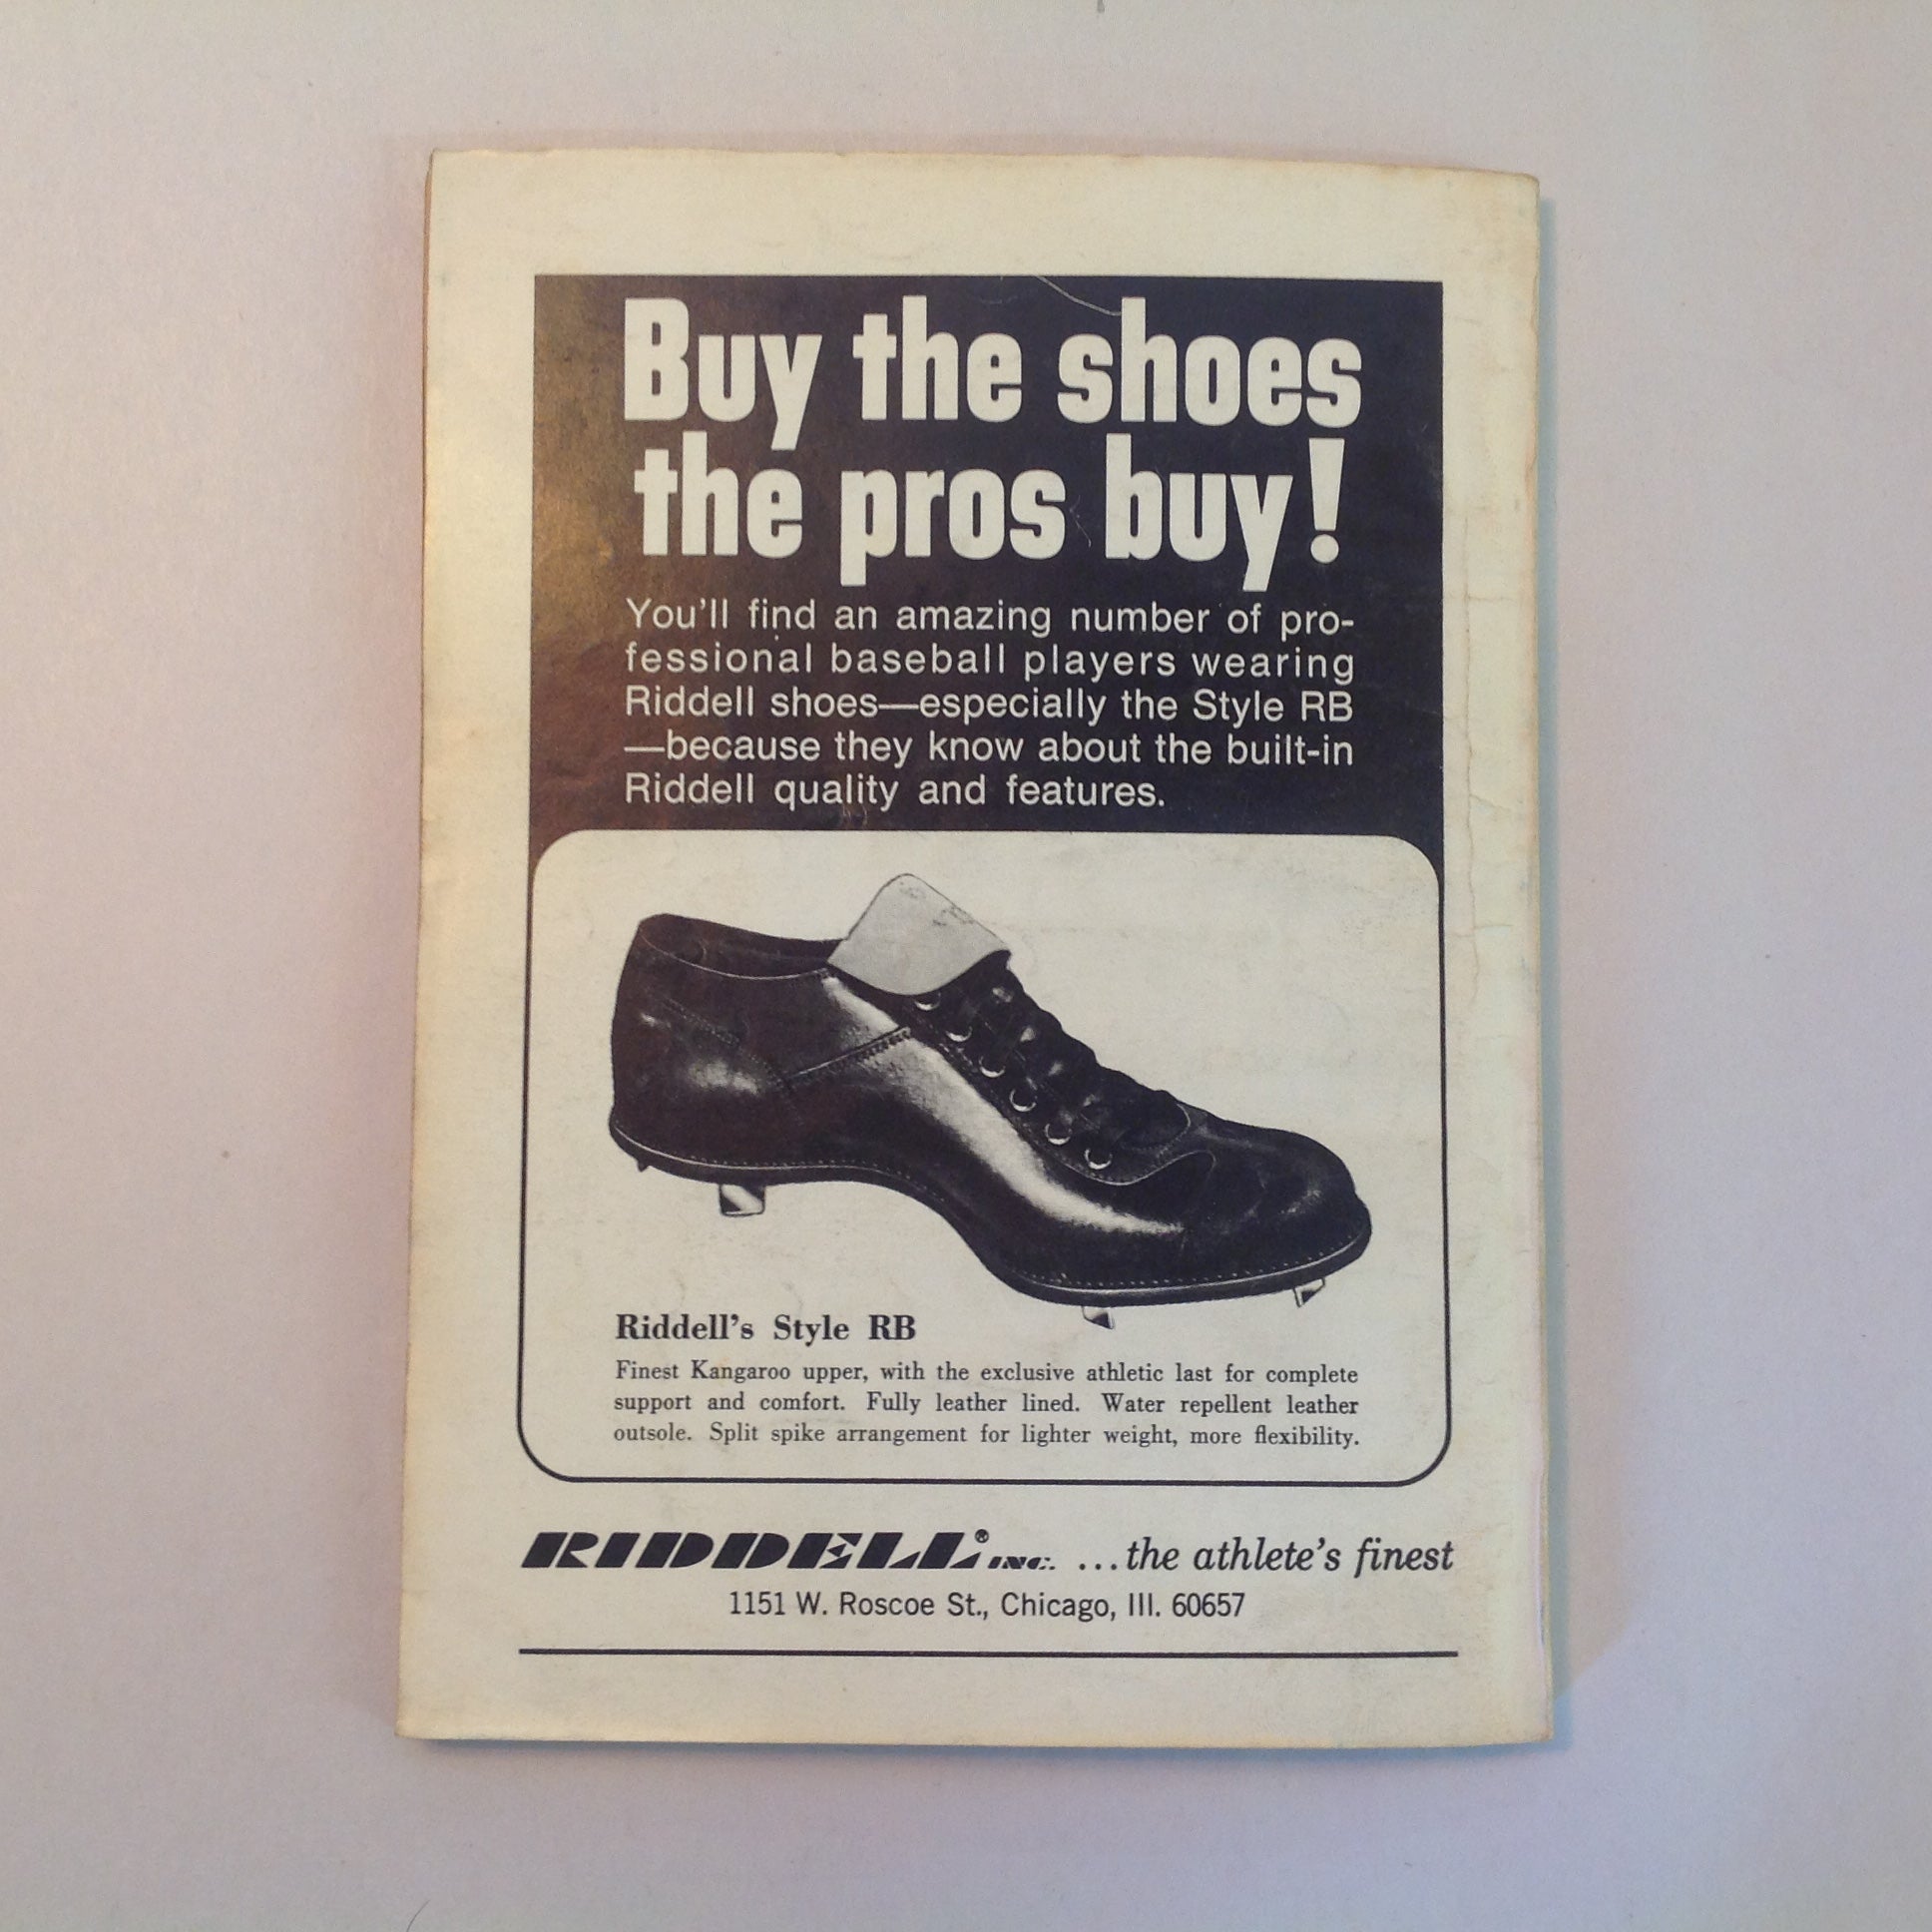 Buy the shoes
the pros buy!
You'll find an amazing number of pro-
fessional baseball players wearing
Riddell shoes—especially the Style RB
—because they know about the built-in
Riddell quality and features.
Riddell's Style RB
Finest Kangaroo upper, with the exclusive athletic last for complete
support and comfort. Fully leather lined. Water repellent leather
outsole. Split spike arrangement for lighter weight, more flexibility.
RIDDELL® INC. ...the athlete's finest
1151 W. Roscoe St., Chicago, Ill. 60657